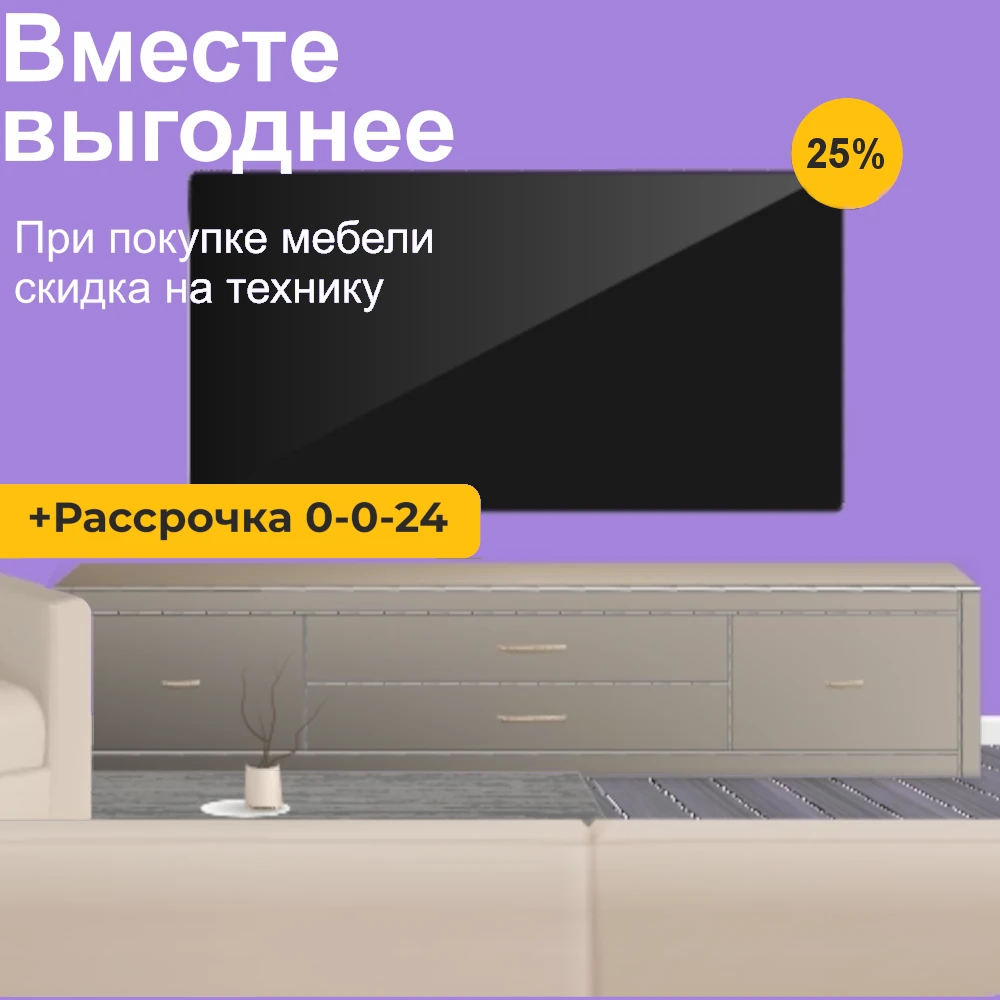 Вместе
выгоднее
25%
При покупке мебели
скидка на технику
+Рассрочка 0-0-24